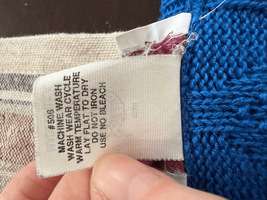 #506
MACHINE WASH
WASH WEAR CYCLE
WARM TEMPERATURE
LAY FLAT TO DRY
DO NOT IRON
USE NO BLEACH